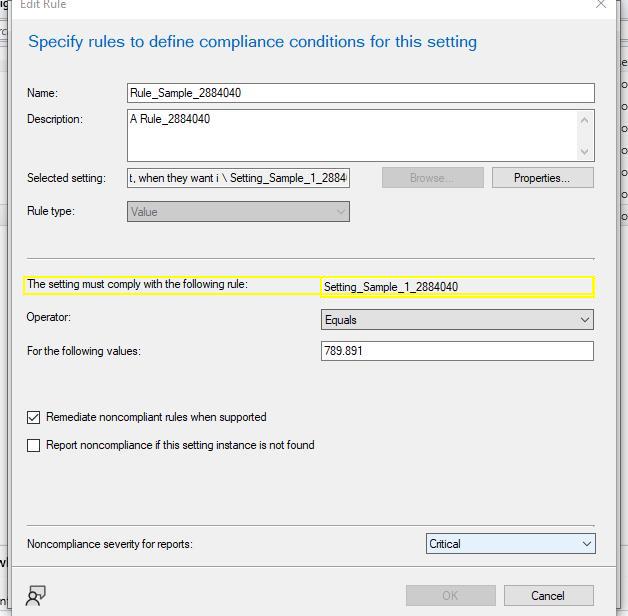 Edit Rule
Specify rules to define compliance conditions for this setting
Name: Rule_Sample_2884040
Description: A Rule_2884040
Selected setting: t, when they want i \ Setting_Sample_1_2884 Browse... Properties...
Rule type: Value
The setting must comply with the following rule: Setting_Sample_1_2884040
Operator: Equals
For the following values: 789.891
Remediate noncompliant rules when supported
Report noncompliance if this setting instance is not found
Noncompliance severity for reports: Critical
OK Cancel